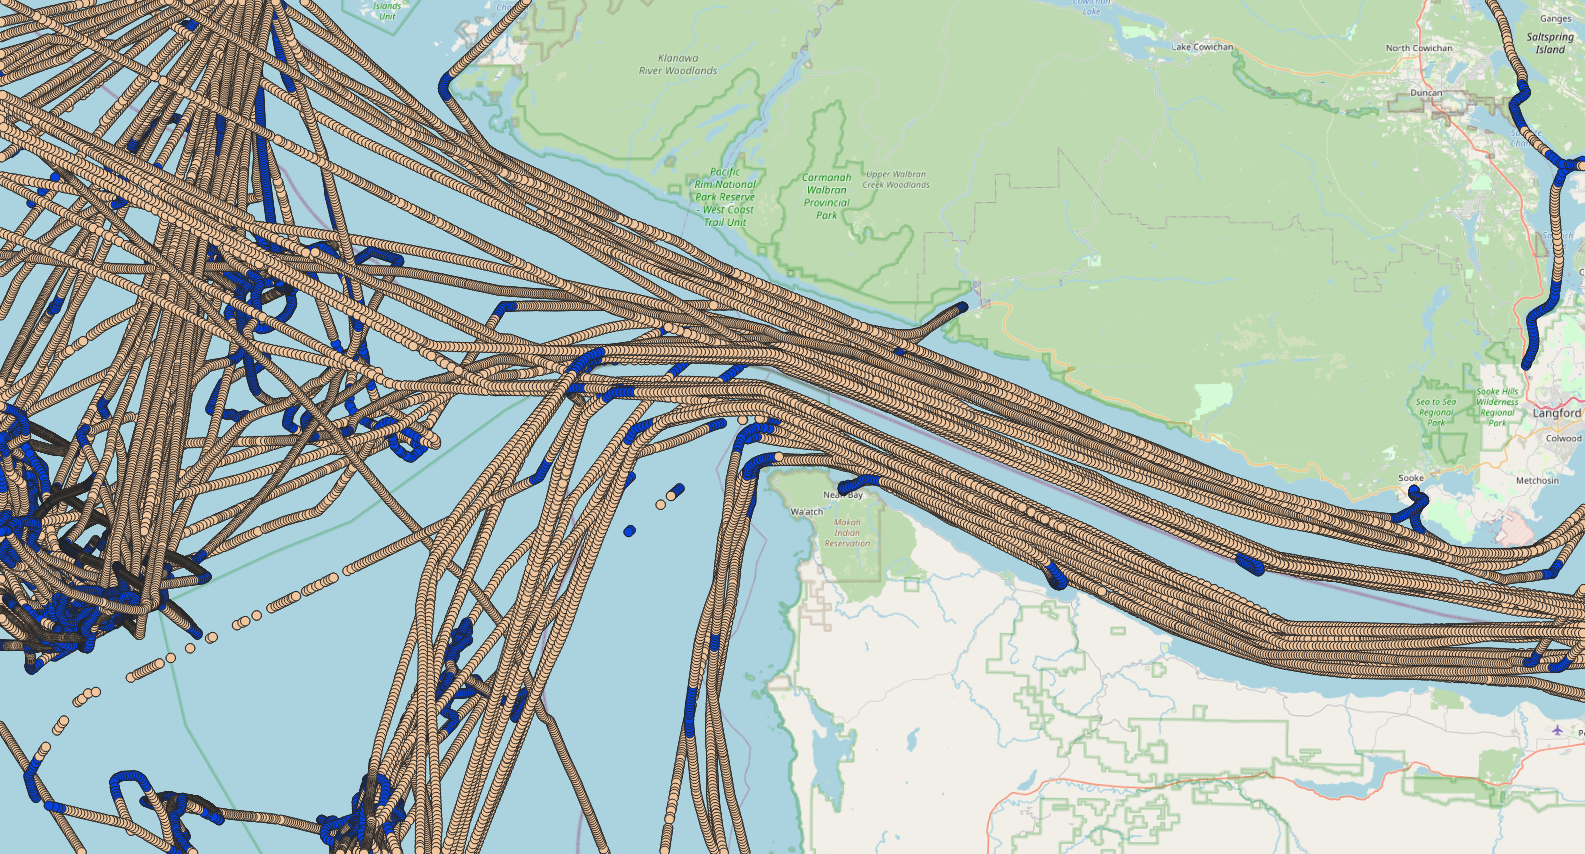 Islands
Unit
Cowichan
Lake
Ganges
Saltspring
Island
Lake Cowichan
North Cowichan
Klanawa
River Woodlands
Duncan
Pacific
Rim National
Park Reserve
- West Coast
Trail Unit
Carmanah
Walbran
Provincial
Park
Upper Walbran
Creek Woodlands
Sea to Sea
Regional
Park
Sooke Hills
Wilderness
Regional
Park
Langford
Colwood
Sooke
Metchosin
Neah Bay
Wa'atch
Makah
Indian
Reservation